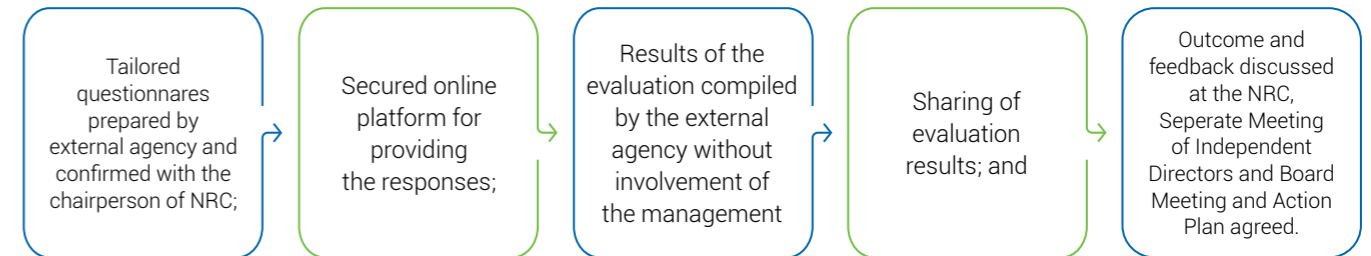 Tailored
questionnares
prepared by
external agency and
confirmed with the
chairperson of NRC;
Secured online
platform for
providing
the responses;
Results of the
evaluation compiled
by the external
agency without
involvement of
the management
Sharing of
evaluation
results; and
Outcome and
feedback discussed
at the NRC,
Seperate Meeting
of Independent
Directors and Board
Meeting and Action
Plan agreed.